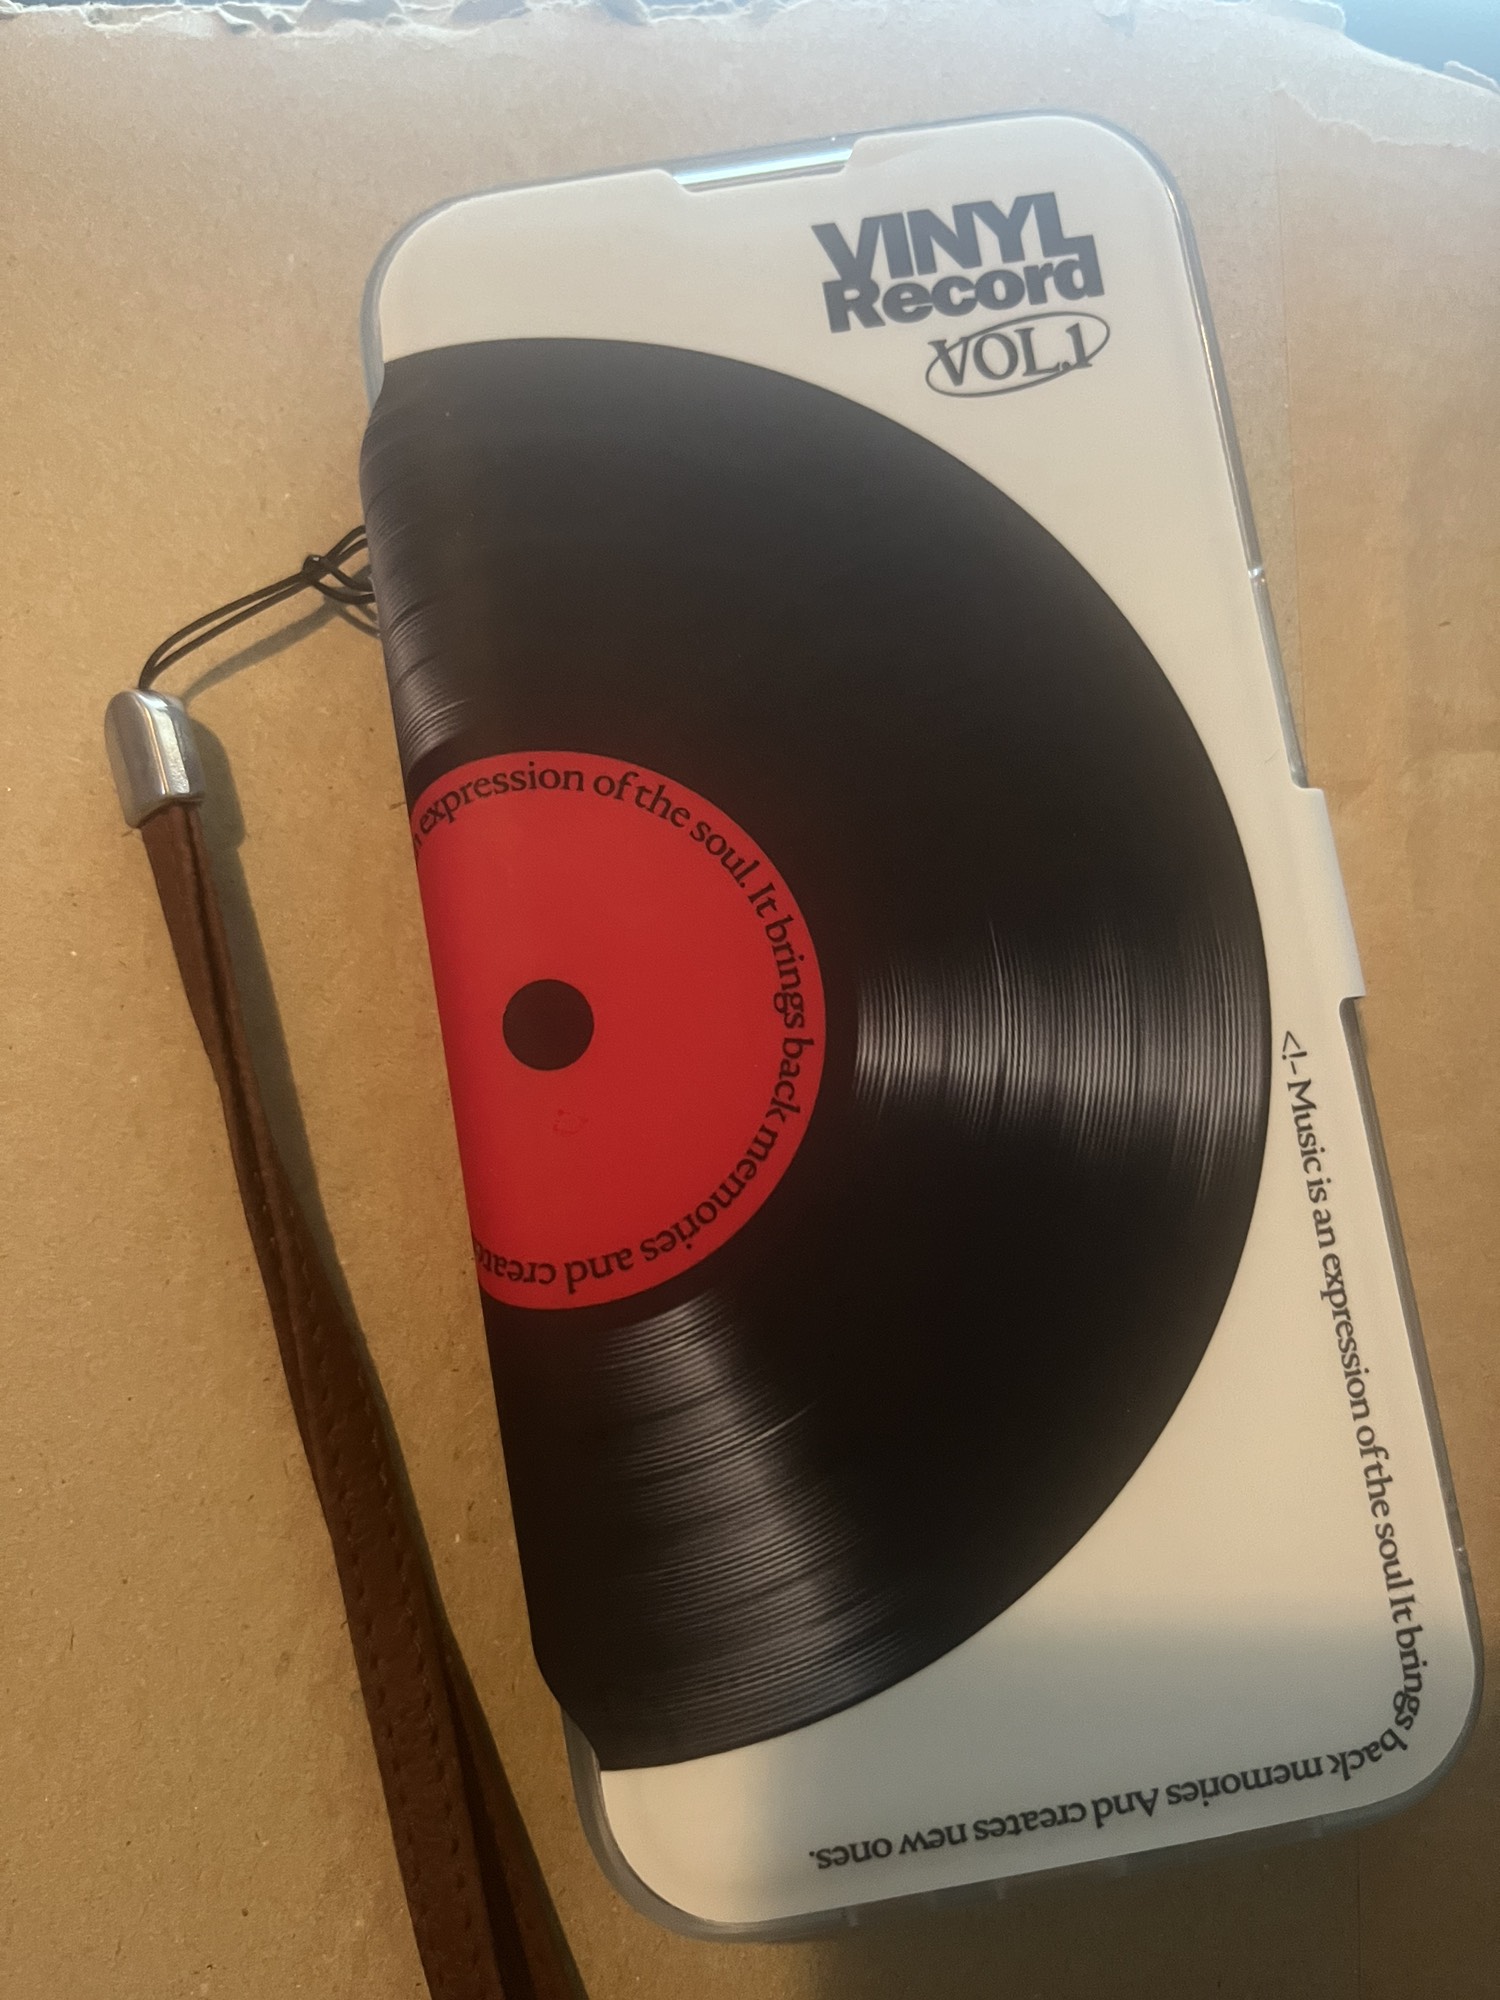 VINYL
Record
VOL.1
expression of the soul. It brings back memories and
<!- Music is an expression of the soul It brings back memories And creates new ones.